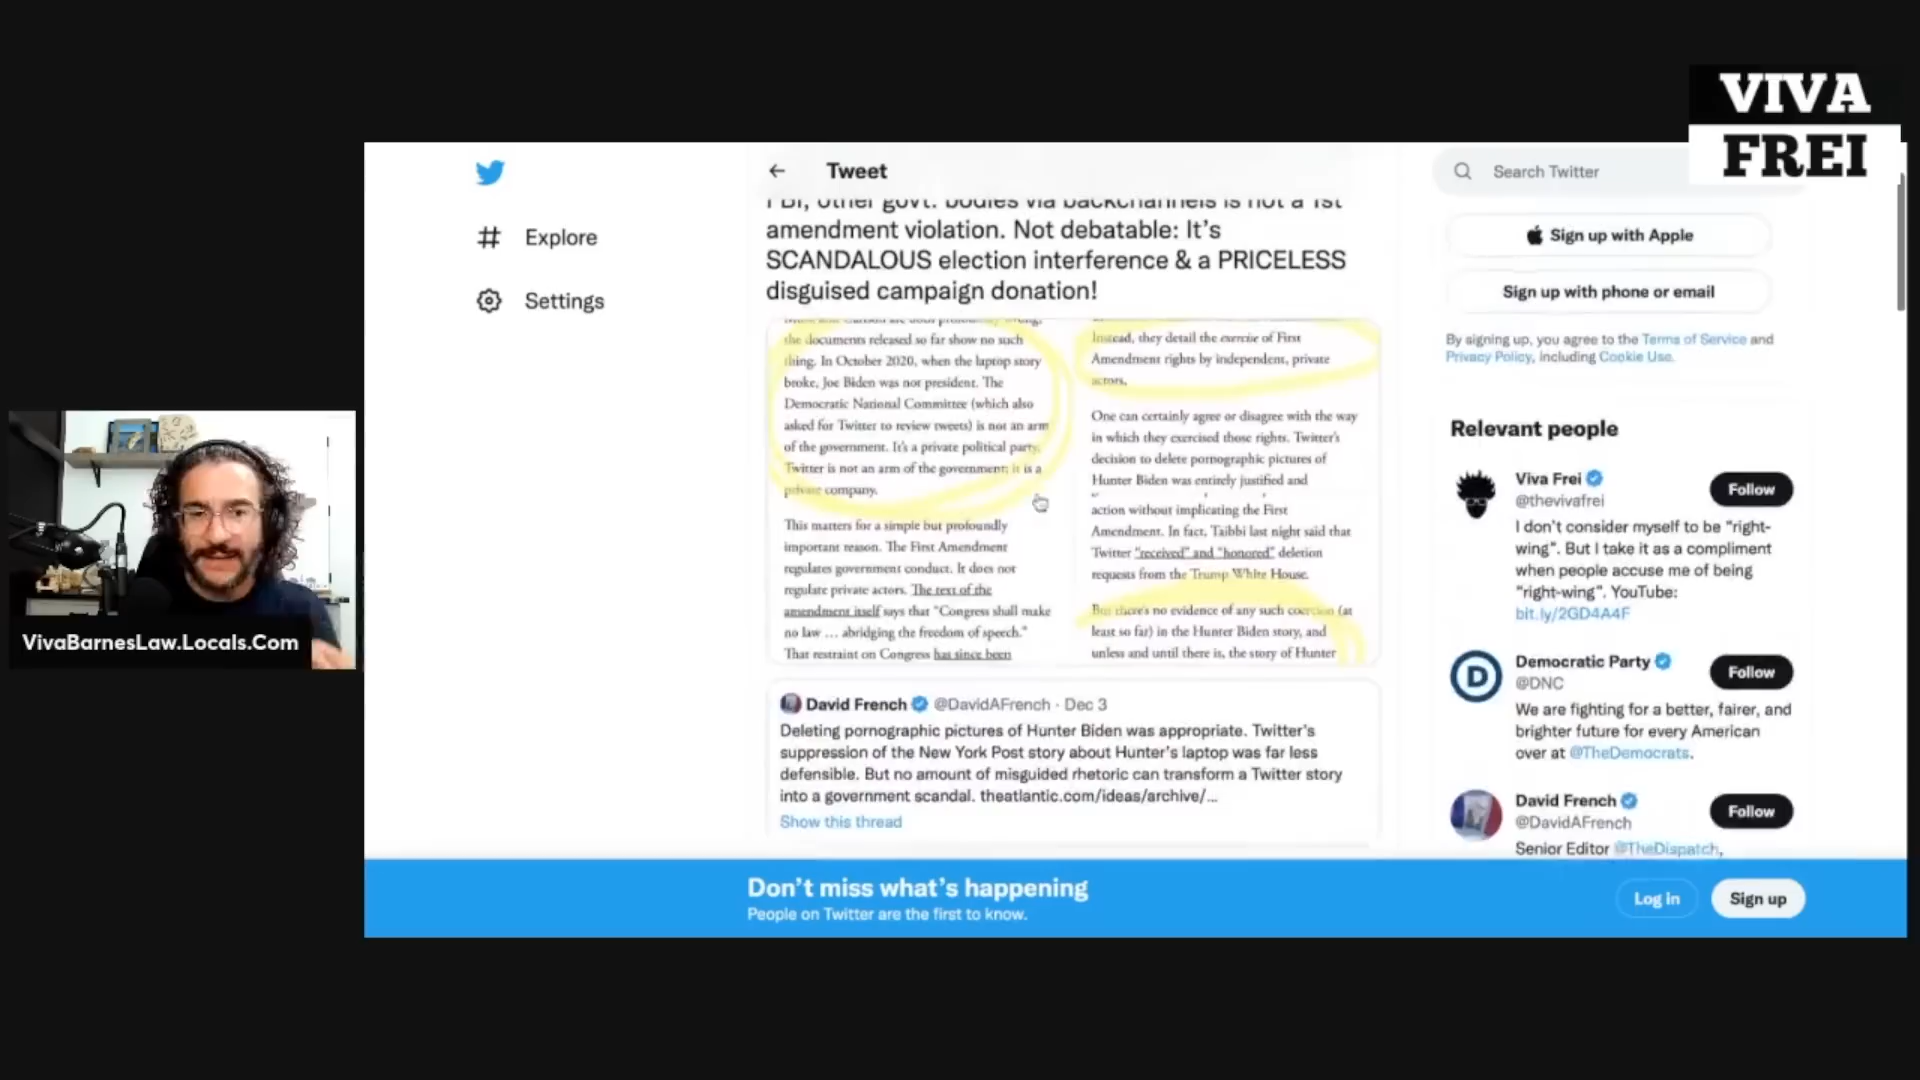 VIVA
FREI
Tweet
Search Twitter
Explore
Settings
FBI, other govt. bodies via backchannels is not a 1st
amendment violation. Not debatable: It's
SCANDALOUS election interference & a PRICELESS
disguised campaign donation!
the documents released so far show no such
thing. In October 2020, when the laptop story
broke, Joe Biden was not president. The
Democratic National Committee (which also
asked for Twitter to review tweets) is not an arm
of the government. It's a private political party.
Twitter is not an arm of the government; it is a
private company.
This matters for a simple but profoundly
important reason. The First Amendment
regulates government conduct. It does not
regulate private actors. The text of the
amendment itself says that "Congress shall make
no law ... abridging the freedom of speech."
That restraint on Congress has since been
Instead, they detail the exercise of First
Amendment rights by independent, private
actors.
One can certainly agree or disagree with the way
in which they exercised those rights. Twitter's
decision to delete pornographic pictures of
Hunter Biden was entirely justified and
action without implicating the First
Amendment. In fact, Taibbi last night said that
Twitter "received" and "honored" deletion
requests from the Trump White House.
But there's no evidence of any such coercion (at
least so far) in the Hunter Biden story, and
unless and until there is, the story of Hunter
David French @DavidAFrench · Dec 3
Deleting pornographic pictures of Hunter Biden was appropriate. Twitter's
suppression of the New York Post story about Hunter's laptop was far less
defensible. But no amount of misguided rhetoric can transform a Twitter story
into a government scandal. theatlantic.com/ideas/archive/...
Show this thread
Sign up with Apple
Sign up with phone or email
By signing up, you agree to the Terms of Service and
Privacy Policy, including Cookie Use.
Relevant people
Viva Frei
@thevivafrei
Follow
I don't consider myself to be "right-
wing". But I take it as a compliment
when people accuse me of being
"right-wing". YouTube:
bit.ly/2GD4A4F
Democratic Party
@DNC
Follow
We are fighting for a better, fairer, and
brighter future for every American
over at @TheDemocrats.
David French
@DavidAFrench
Follow
Senior Editor @TheDispatch,
Don't miss what's happening
People on Twitter are the first to know.
Log in
Sign up
VivaBarnesLaw.Locals.Com